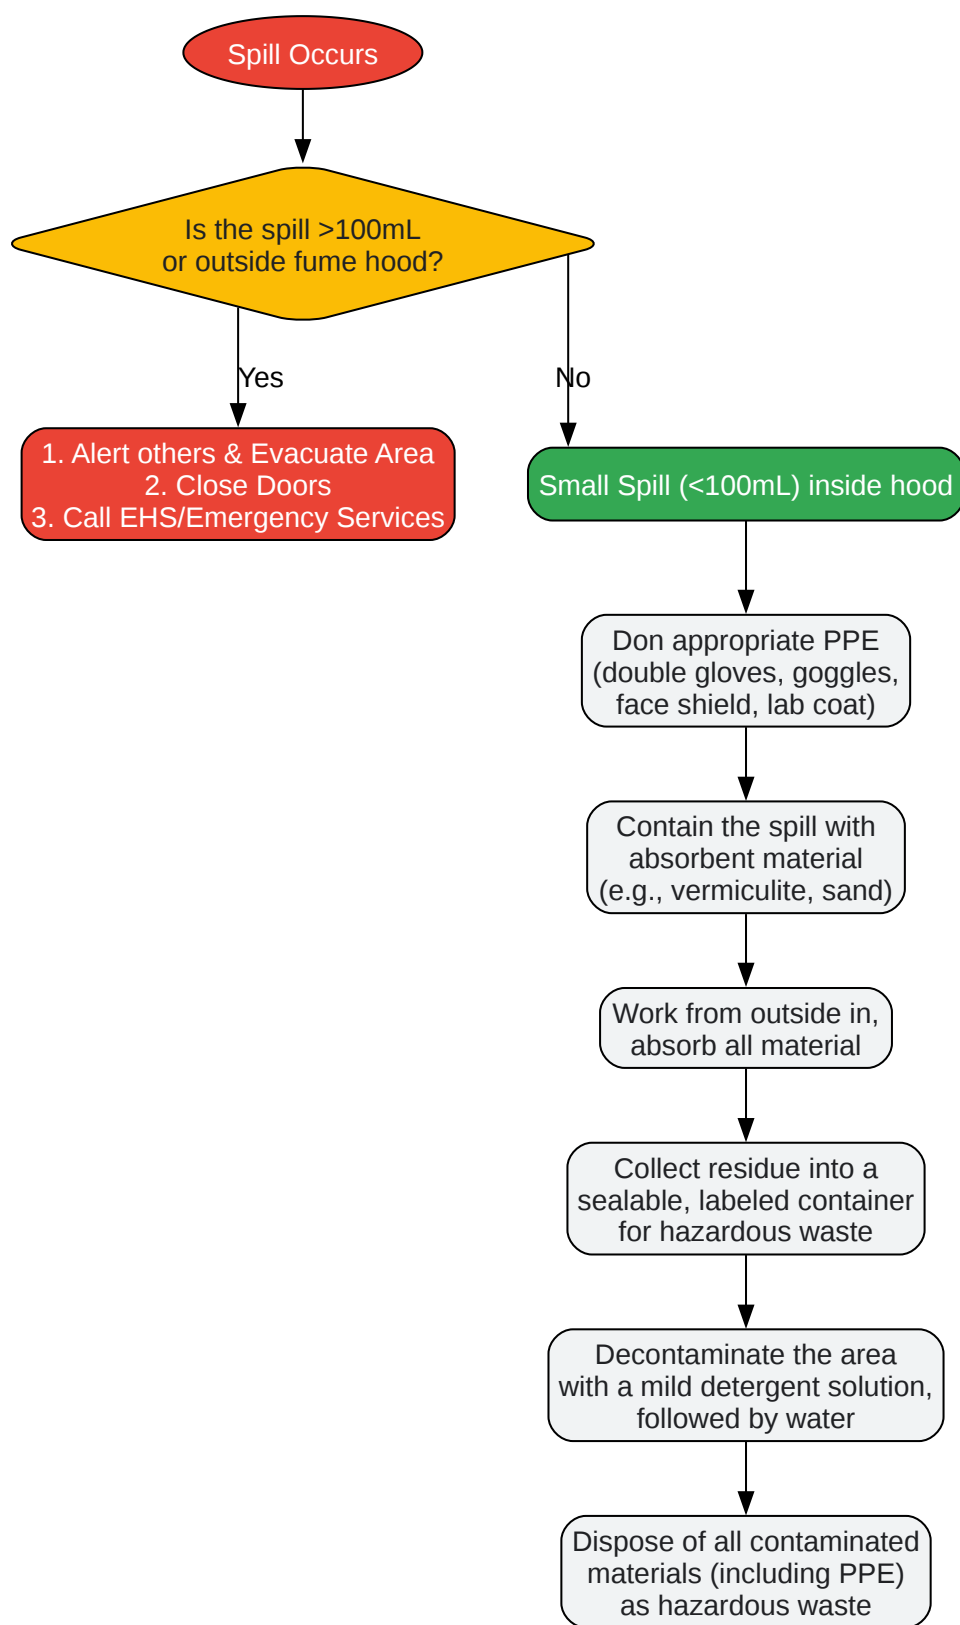 Spill Occurs
Is the spill >100mL
or outside fume hood?
Yes
No
1. Alert others & Evacuate Area
2. Close Doors
3. Call EHS/Emergency Services
Small Spill (<100mL) inside hood
Don appropriate PPE
(double gloves, goggles,
face shield, lab coat)
Contain the spill with
absorbent material
(e.g., vermiculite, sand)
Work from outside in,
absorb all material
Collect residue into a
sealable, labeled container
for hazardous waste
Decontaminate the area
with a mild detergent solution,
followed by water
Dispose of all contaminated
materials (including PPE)
as hazardous waste